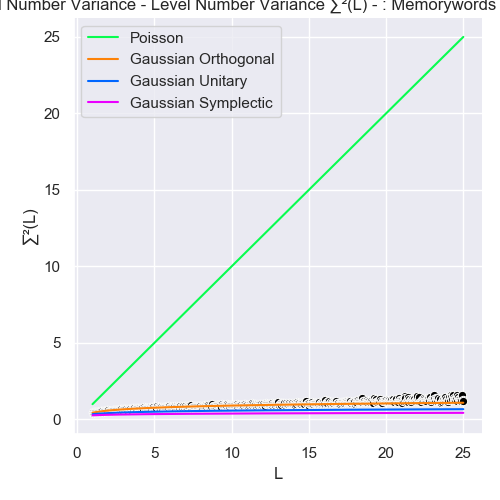 Number Variance - Level Number Variance ∑²(L) - : Memorywords
Poisson
Gaussian Orthogonal
Gaussian Unitary
Gaussian Symplectic
25
20
15
10
5
0
∑²(L)
0 5 10 15 20 25
L